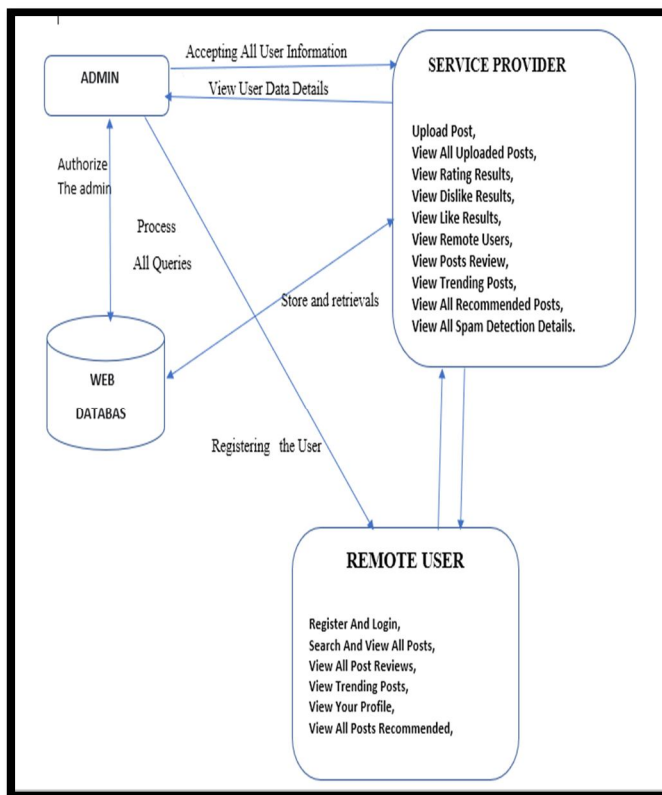 Accepting All User Information
ADMIN
View User Data Details
SERVICE PROVIDER
Upload Post,
View All Uploaded Posts,
View Rating Results,
View Dislike Results,
View Like Results,
View Remote Users,
View Posts Review,
View Trending Posts,
View All Recommended Posts,
View All Spam Detection Details.
Authorize
The admin
Process
All Queries
Store and retrievals
WEB
DATABAS
Registering the User
REMOTE USER
Register And Login,
Search And View All Posts,
View All Post Reviews,
View Trending Posts,
View Your Profile,
View All Posts Recommended,